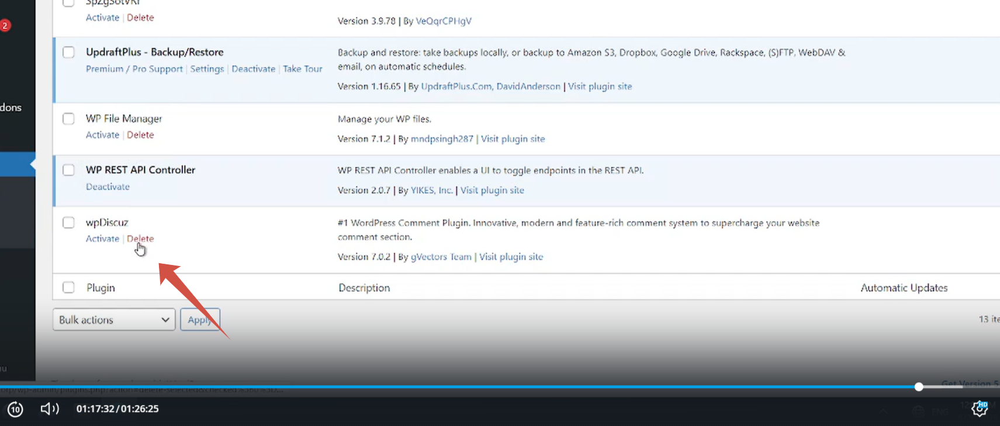 Activate | Delete
Version 3.9.78 | By VeQqrCPHgV
2
UpdraftPlus - Backup/Restore
Backup and restore: take backups locally, or backup to Amazon S3, Dropbox, Google Drive, Rackspace, (S)FTP, WebDAV &
email, on automatic schedules.
Premium / Pro Support | Settings | Deactivate | Take Tour
Version 1.16.65 | By UpdraftPlus.Com, DavidAnderson | Visit plugin site
dons
WP File Manager
Manage your WP files.
Activate | Delete
Version 7.1.2 | By mndpsingh287 | Visit plugin site
WP REST API Controller
WP REST API Controller enables a UI to toggle endpoints in the REST API.
Deactivate
Version 2.0.7 | By YIKES, Inc. | Visit plugin site
wpDiscuz
#1 WordPress Comment Plugin. Innovative, modern and feature-rich comment system to supercharge your website
comment section.
Activate | Delete
Version 7.0.2 | By gVectors Team | Visit plugin site
Plugin
Description
Automatic Updates
Bulk actions
Apply
13 ite
nu
Get Version 5
10
01:17:32/01:26:25
ENG
HD